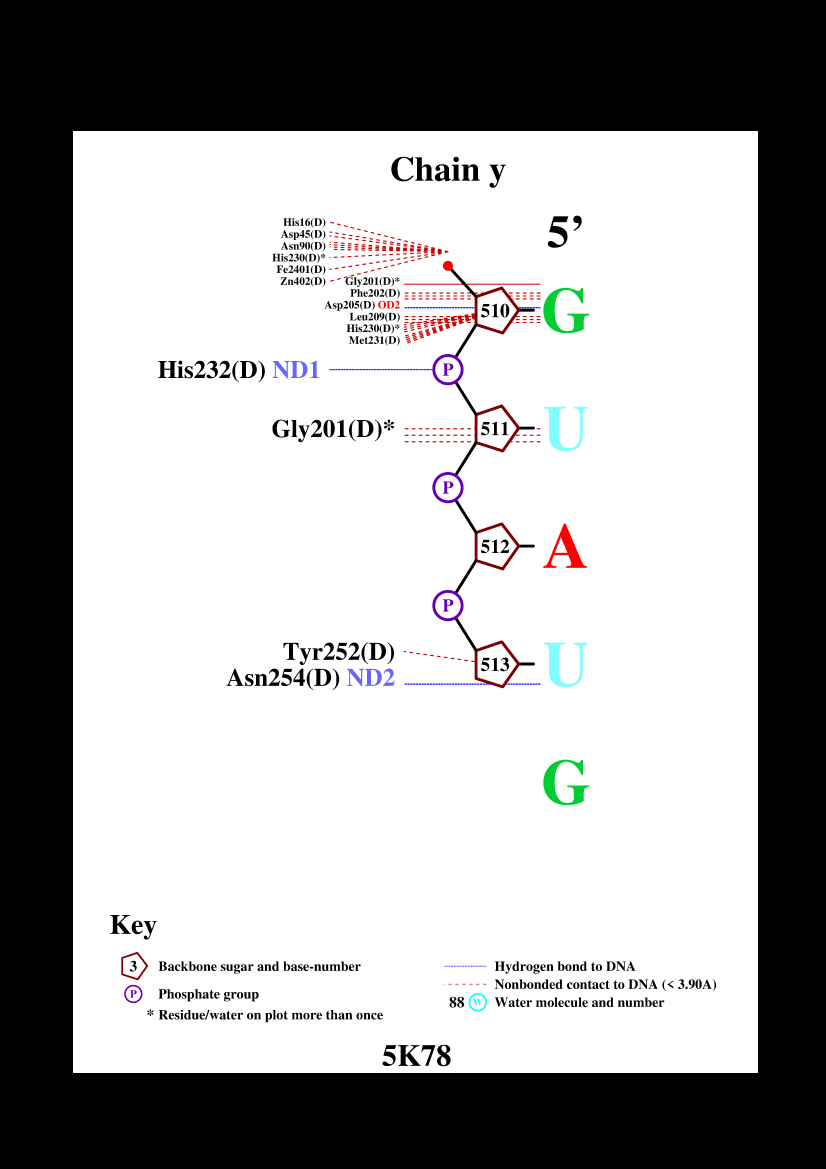 Chain y
5’
His16(D)
Asp45(D)
Asn90(D)
His230(D)*
Fe2401(D)
Zn402(D)
Gly201(D)*
Phe202(D)
Asp205(D) OD2
Leu209(D)
His230(D)*
Met231(D)
510 G
His232(D) ND1
P
Gly201(D)*
511 U
P
512 A
P
Tyr252(D)
513 U
Asn254(D) ND2
G
Key
3 Backbone sugar and base-number
P Phosphate group
* Residue/water on plot more than once
Hydrogen bond to DNA
Nonbonded contact to DNA (< 3.90A)
88 W Water molecule and number
5K78